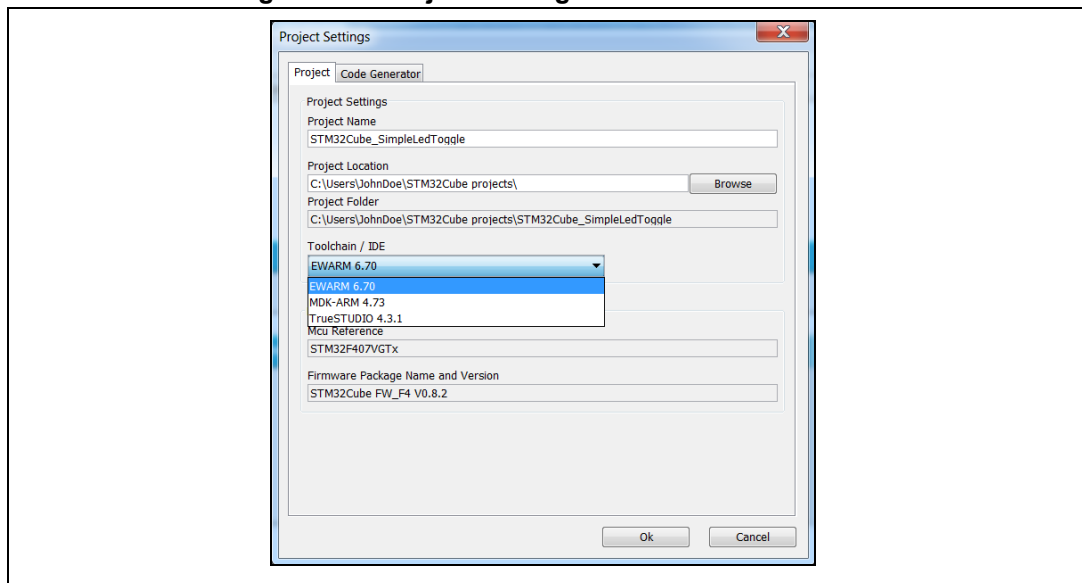 Project Settings
Project Code Generator
Project Settings
Project Name
STM32Cube_SimpleLedToggle
Project Location
C:\Users\JohnDoe\STM32Cube projects\ Browse
Project Folder
C:\Users\JohnDoe\STM32Cube projects\STM32Cube_SimpleLedToggle
Toolchain / IDE
EWARM 6.70
EWARM 6.70
MDK-ARM 4.73
TrueSTUDIO 4.3.1
Mcu Reference
STM32F407VGTx
Firmware Package Name and Version
STM32Cube FW_F4 V0.8.2
Ok Cancel